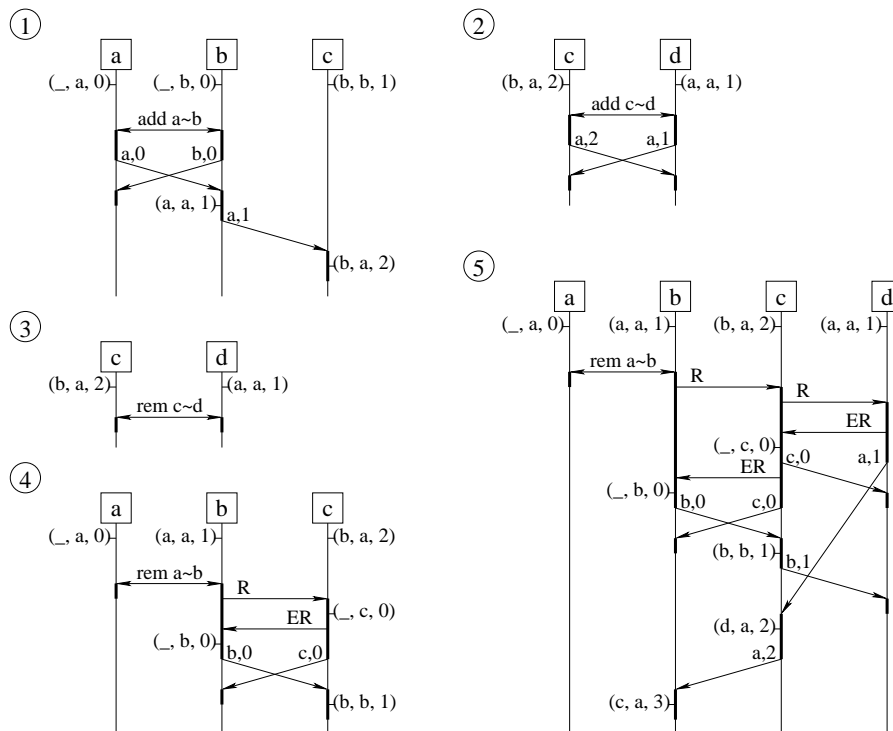 1
a b c
(_, a, 0) (_, b, 0) (b, b, 1)
add a~b
a,0 b,0
(a, a, 1) a,1
(b, a, 2)
2
c d
(b, a, 2) (a, a, 1)
add c~d
a,2 a,1
3
c d
(b, a, 2) (a, a, 1)
rem c~d
4
a b c
(_, a, 0) (a, a, 1) (b, a, 2)
rem a~b
R
(_, c, 0)
ER
(_, b, 0)
b,0 c,0
(b, b, 1)
5
a b c d
(_, a, 0) (a, a, 1) (b, a, 2) (a, a, 1)
rem a~b
R
R
ER
(_, c, 0)
c,0 a,1
ER
(_, b, 0)
b,0 c,0
(b, b, 1)
b,1
(d, a, 2)
a,2
(c, a, 3)